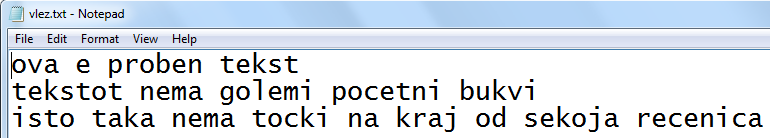 vlez.txt - Notepad
File Edit Format View Help
ova e proben tekst
tekstot nema golemi pocetni bukvi
isto taka nema tocki na kraj od sekoja recenica